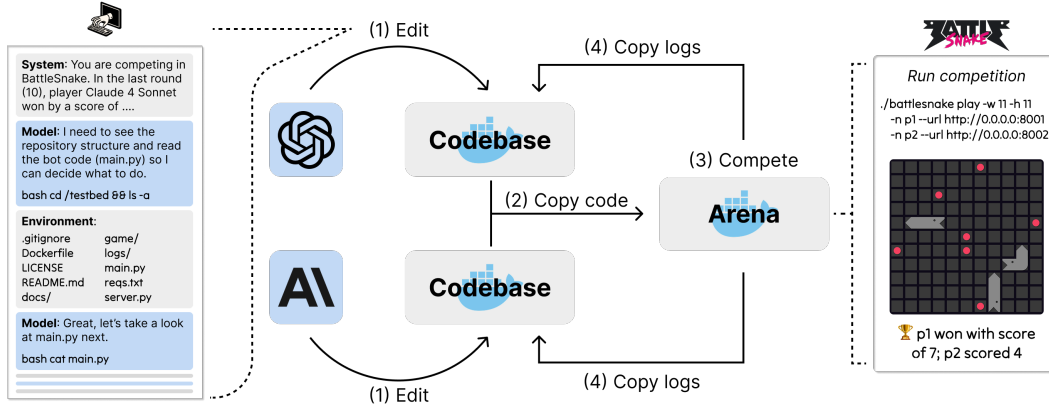 System: You are competing in
BattleSnake. In the last round
(10), player Claude 4 Sonnet
won by a score of ....
Model: I need to see the
repository structure and read
the bot code (main.py) so I
can decide what to do.
bash cd /testbed && ls -a
Environment:
.gitignore game/
Dockerfile logs/
LICENSE main.py
README.md reqs.txt
docs/ server.py
Model: Great, let's take a look
at main.py next.
bash cat main.py
(1) Edit
(4) Copy logs
Codebase
(3) Compete
(2) Copy code
Arena
AI
Codebase
(4) Copy logs
(1) Edit
BATTLE
SNAKE
Run competition
./battlesnake play -w 11 -h 11
-n p1 --url http://0.0.0.0:8001
-n p2 --url http://0.0.0.0:8002
p1 won with score
of 7; p2 scored 4